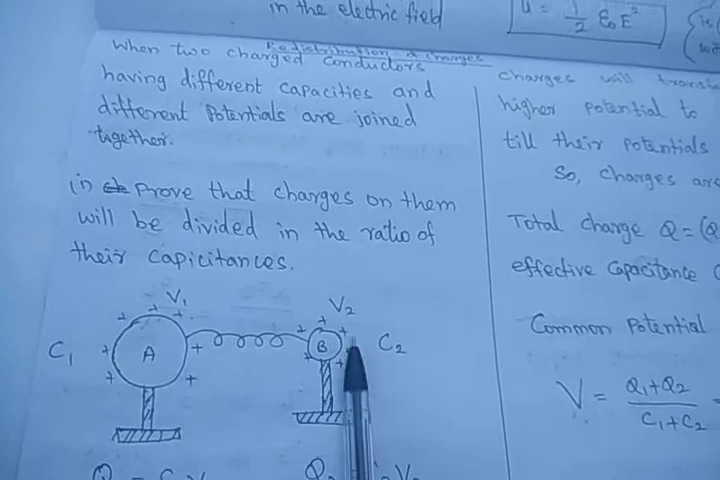 in the electric field
u = 1/2 ε₀E²
Redistribution of charges
When two charged conductors
having different capacities and
different Potentials are joined
together.
(i) Prove that charges on them
will be divided in the ratio of
their capicitances.
V₁
V₂
C₁
A
B
C₂
charges will
higher potential to
till their potentials
So, charges are
Total charge Q = (Q
effective Capacitance
Common Potential
V = Q₁+Q₂ / C₁+C₂ =